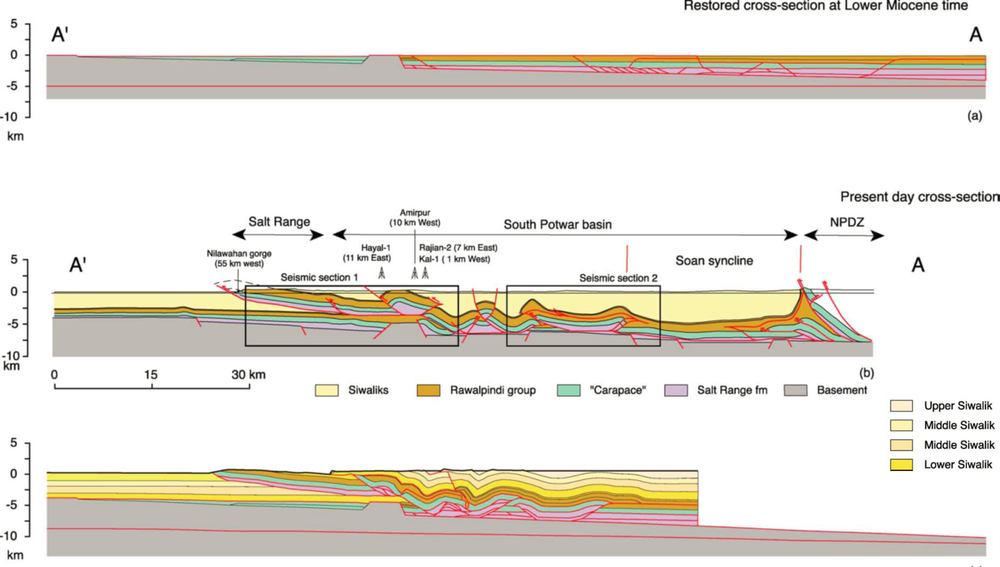 Restored cross-section at Lower Miocene time
5
A'
A
0
-5
-10
(a)
km
Present day cross-section
Amirpur
(10 km West)
Salt Range
South Potwar basin
NPDZ
Nilawahan gorge
(55 km west)
Hayal-1
(11 km East)
Rajian-2 (7 km East)
Kal-1 ( 1 km West)
5
A'
Seismic section 1
Seismic section 2
Soan syncline
A
0
-5
-10
km
0
15
30 km
(b)
Siwaliks
Rawalpindi group
"Carapace"
Salt Range fm
Basement
Upper Siwalik
Middle Siwalik
Middle Siwalik
Lower Siwalik
5
0
-5
-10
km